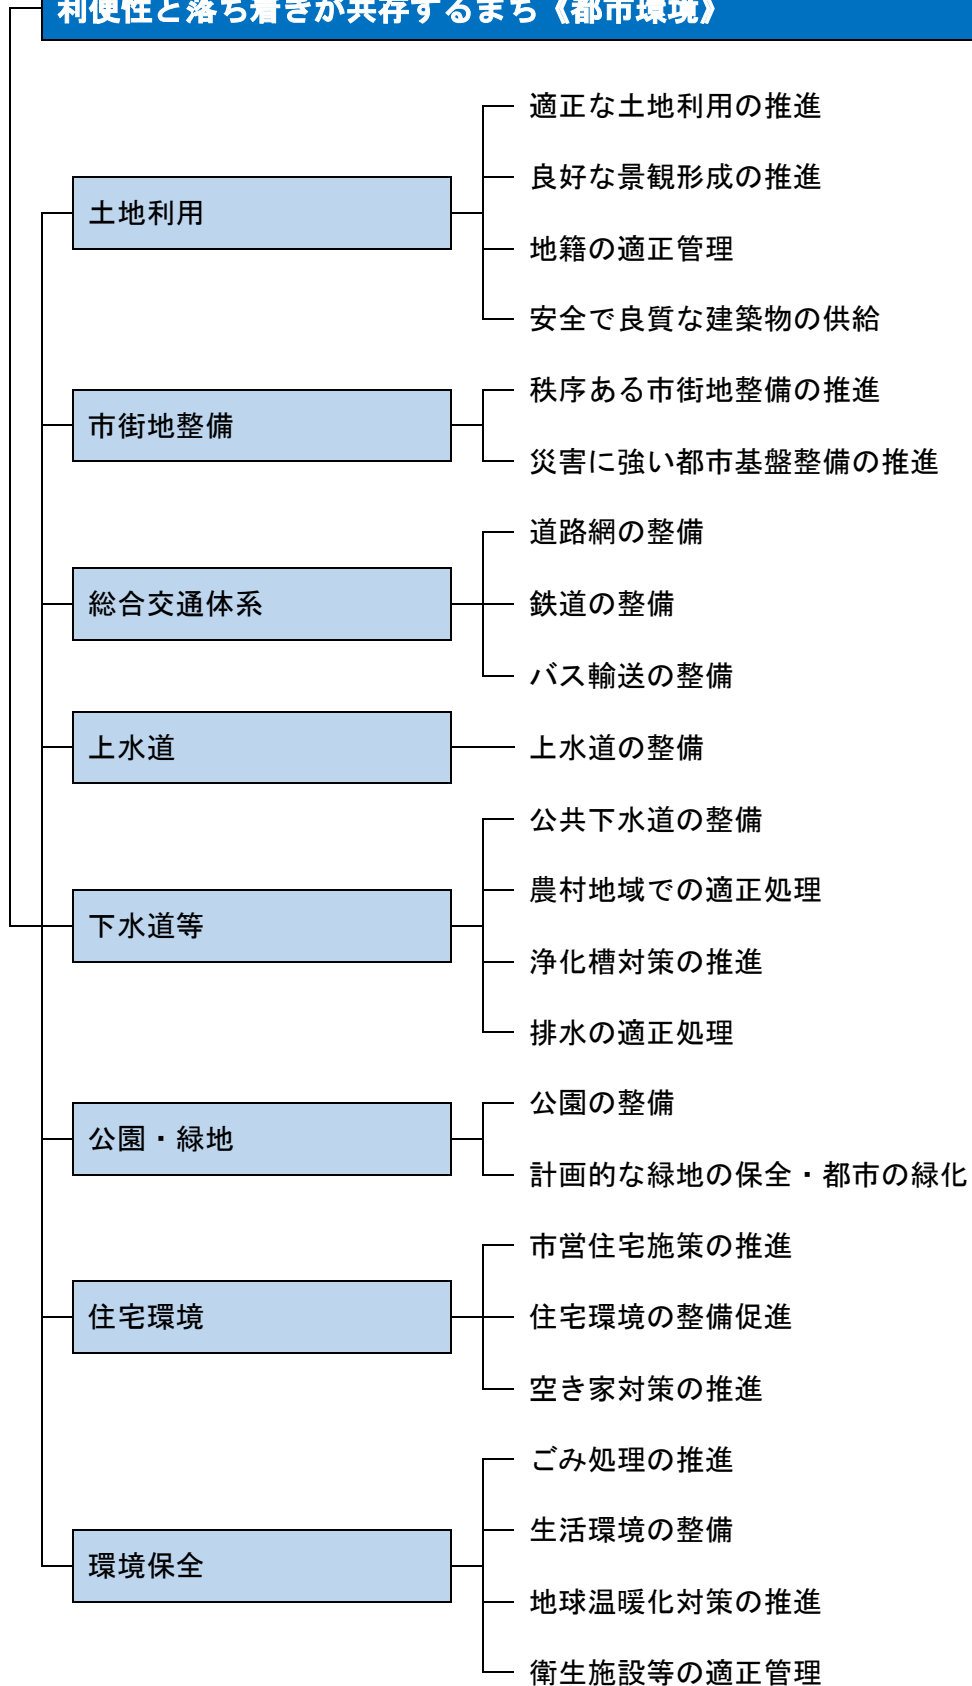 利便性と落ち着きが共存するまち《都市環境》
土地利用
適正な土地利用の推進
良好な景観形成の推進
地籍の適正管理
安全で良質な建築物の供給
市街地整備
秩序ある市街地整備の推進
災害に強い都市基盤整備の推進
総合交通体系
道路網の整備
鉄道の整備
バス輸送の整備
上水道
上水道の整備
下水道等
公共下水道の整備
農村地域での適正処理
浄化槽対策の推進
排水の適正処理
公園・緑地
公園の整備
計画的な緑地の保全・都市の緑化
住宅環境
市営住宅施策の推進
住宅環境の整備促進
空き家対策の推進
環境保全
ごみ処理の推進
生活環境の整備
地球温暖化対策の推進
衛生施設等の適正管理